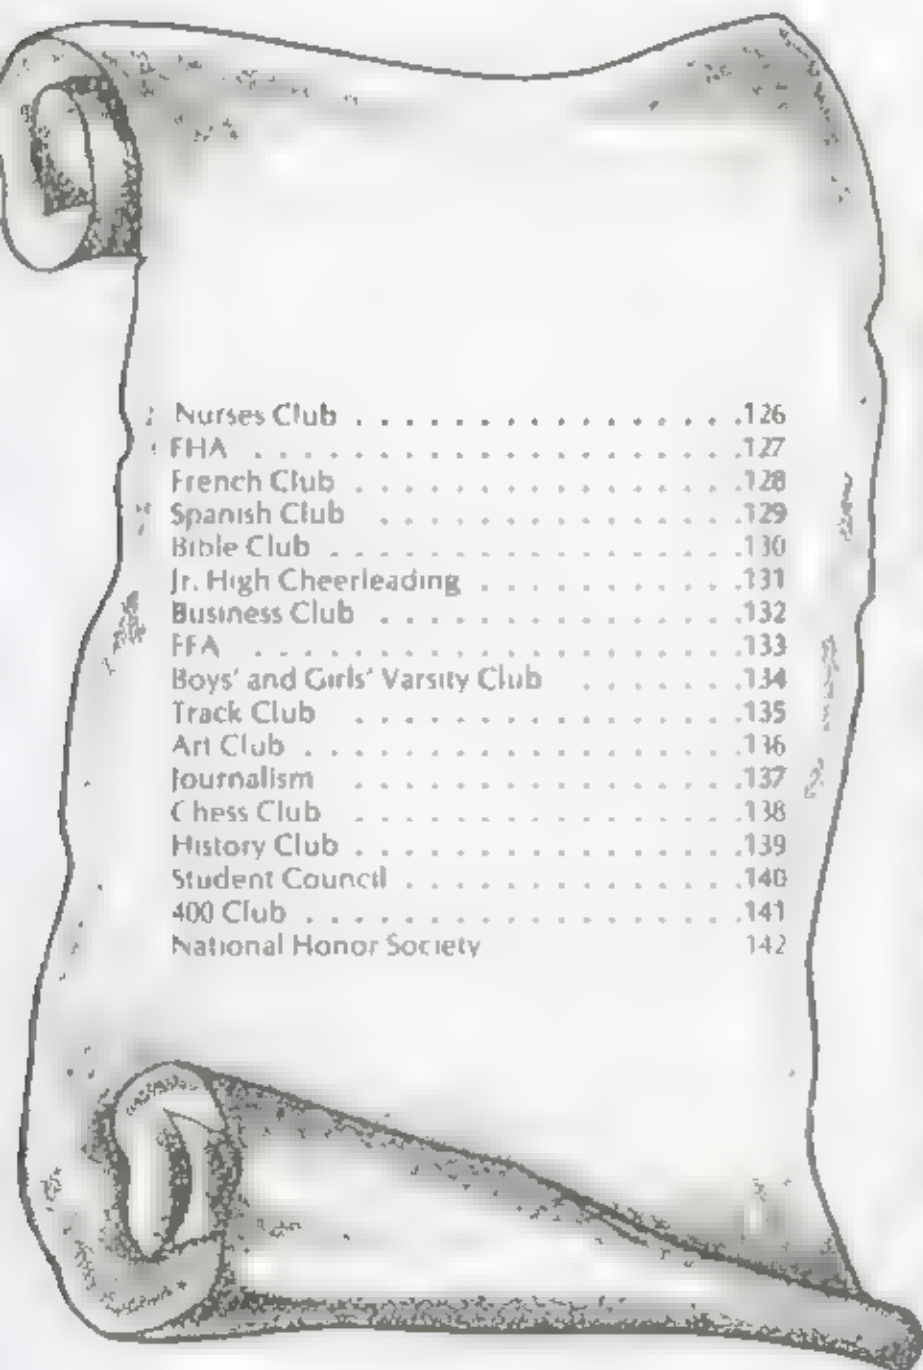 Nurses Club . . . . . . . . . . . . . . . . . .126
FHA . . . . . . . . . . . . . . . . . . . . . .127
French Club . . . . . . . . . . . . . . . . . .128
Spanish Club . . . . . . . . . . . . . . . . .129
Bible Club . . . . . . . . . . . . . . . . . . .130
Jr. High Cheerleading . . . . . . . . . . . . .131
Business Club . . . . . . . . . . . . . . . . .132
FFA . . . . . . . . . . . . . . . . . . . . . .133
Boys' and Girls' Varsity Club . . . . . . . .134
Track Club . . . . . . . . . . . . . . . . . .135
Art Club . . . . . . . . . . . . . . . . . . . .136
Journalism . . . . . . . . . . . . . . . . . .137
Chess Club . . . . . . . . . . . . . . . . . .138
History Club . . . . . . . . . . . . . . . . . .139
Student Council . . . . . . . . . . . . . . . .140
400 Club . . . . . . . . . . . . . . . . . . . .141
National Honor Society 142